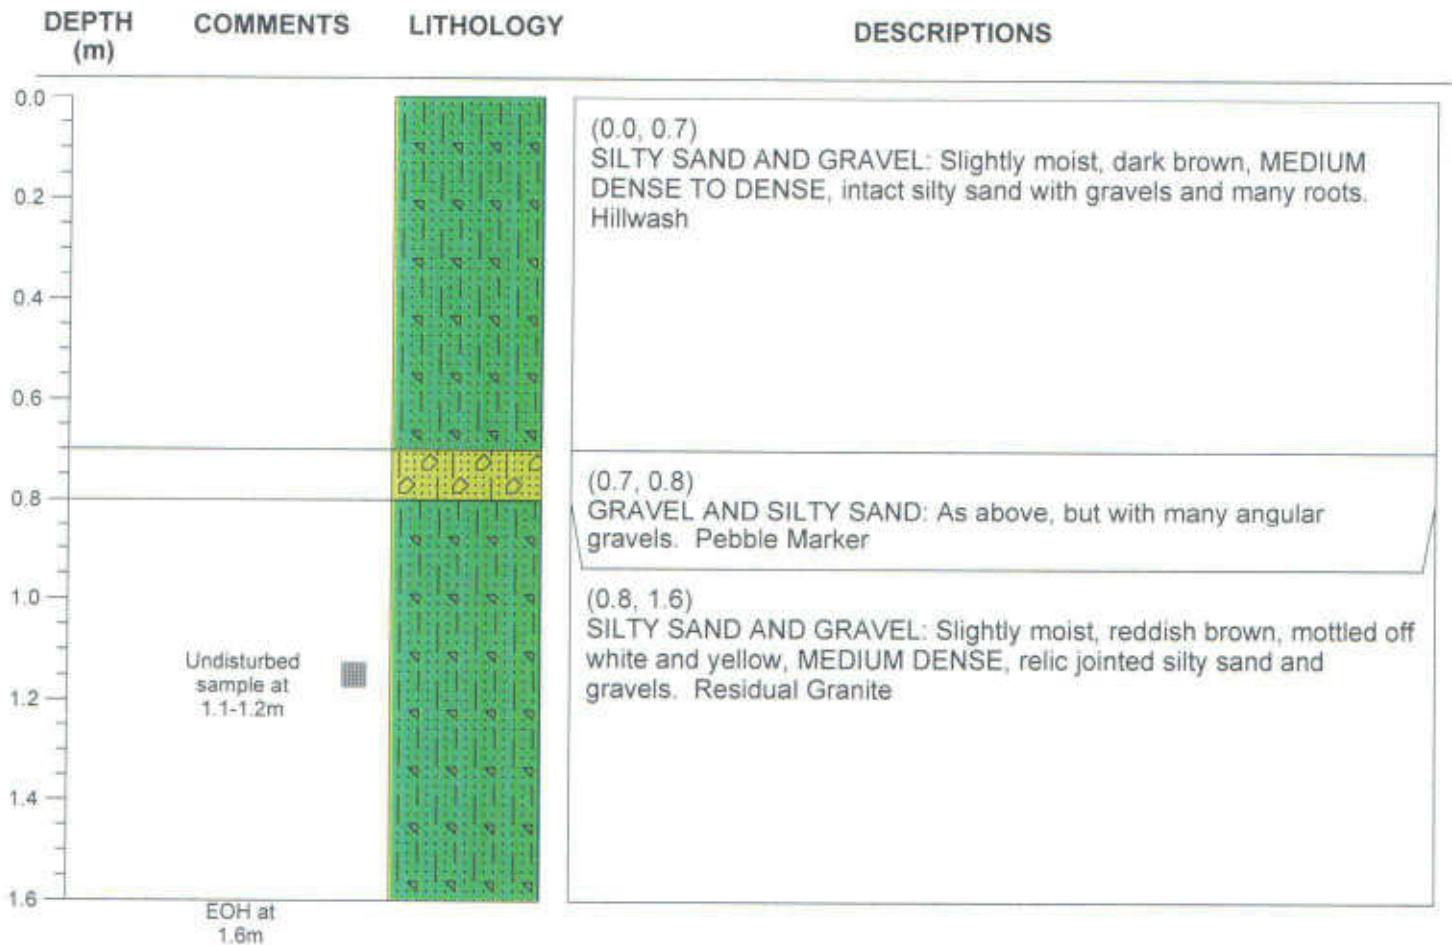 DEPTH (m) COMMENTS LITHOLOGY DESCRIPTIONS
0.0
0.2
0.4
0.6
0.8
1.0
1.2
1.4
1.6
Undisturbed
sample at
1.1-1.2m
EOH at
1.6m
(0.0, 0.7)
SILTY SAND AND GRAVEL: Slightly moist, dark brown, MEDIUM
DENSE TO DENSE, intact silty sand with gravels and many roots.
Hillwash
(0.7, 0.8)
GRAVEL AND SILTY SAND: As above, but with many angular
gravels. Pebble Marker
(0.8, 1.6)
SILTY SAND AND GRAVEL: Slightly moist, reddish brown, mottled off
white and yellow, MEDIUM DENSE, relic jointed silty sand and
gravels. Residual Granite